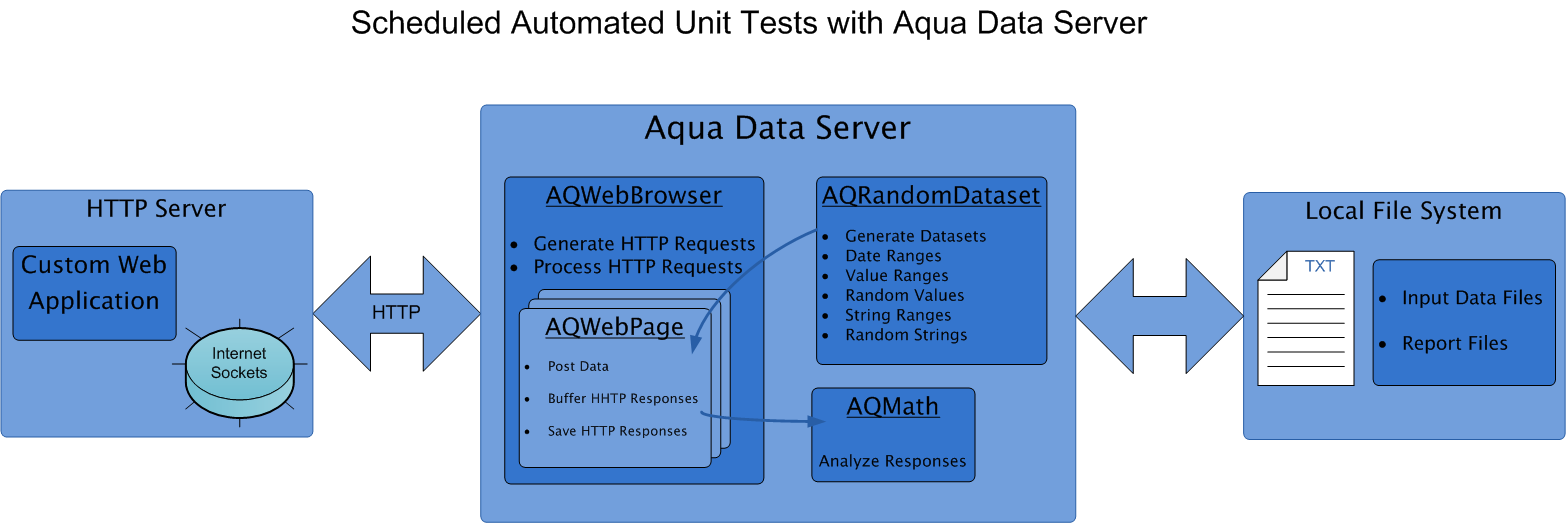 Scheduled Automated Unit Tests with Aqua Data Server
HTTP Server
Custom Web
Application
Internet
Sockets
HTTP
Aqua Data Server
AQWebBrowser
• Generate HTTP Requests
• Process HTTP Requests
AQWebPage
• Post Data
• Buffer HHTP Responses
• Save HTTP Responses
AQRandomDataset
• Generate Datasets
• Date Ranges
• Value Ranges
• Random Values
• String Ranges
• Random Strings
AQMath
Analyze Responses
Local File System
TXT
• Input Data Files
• Report Files